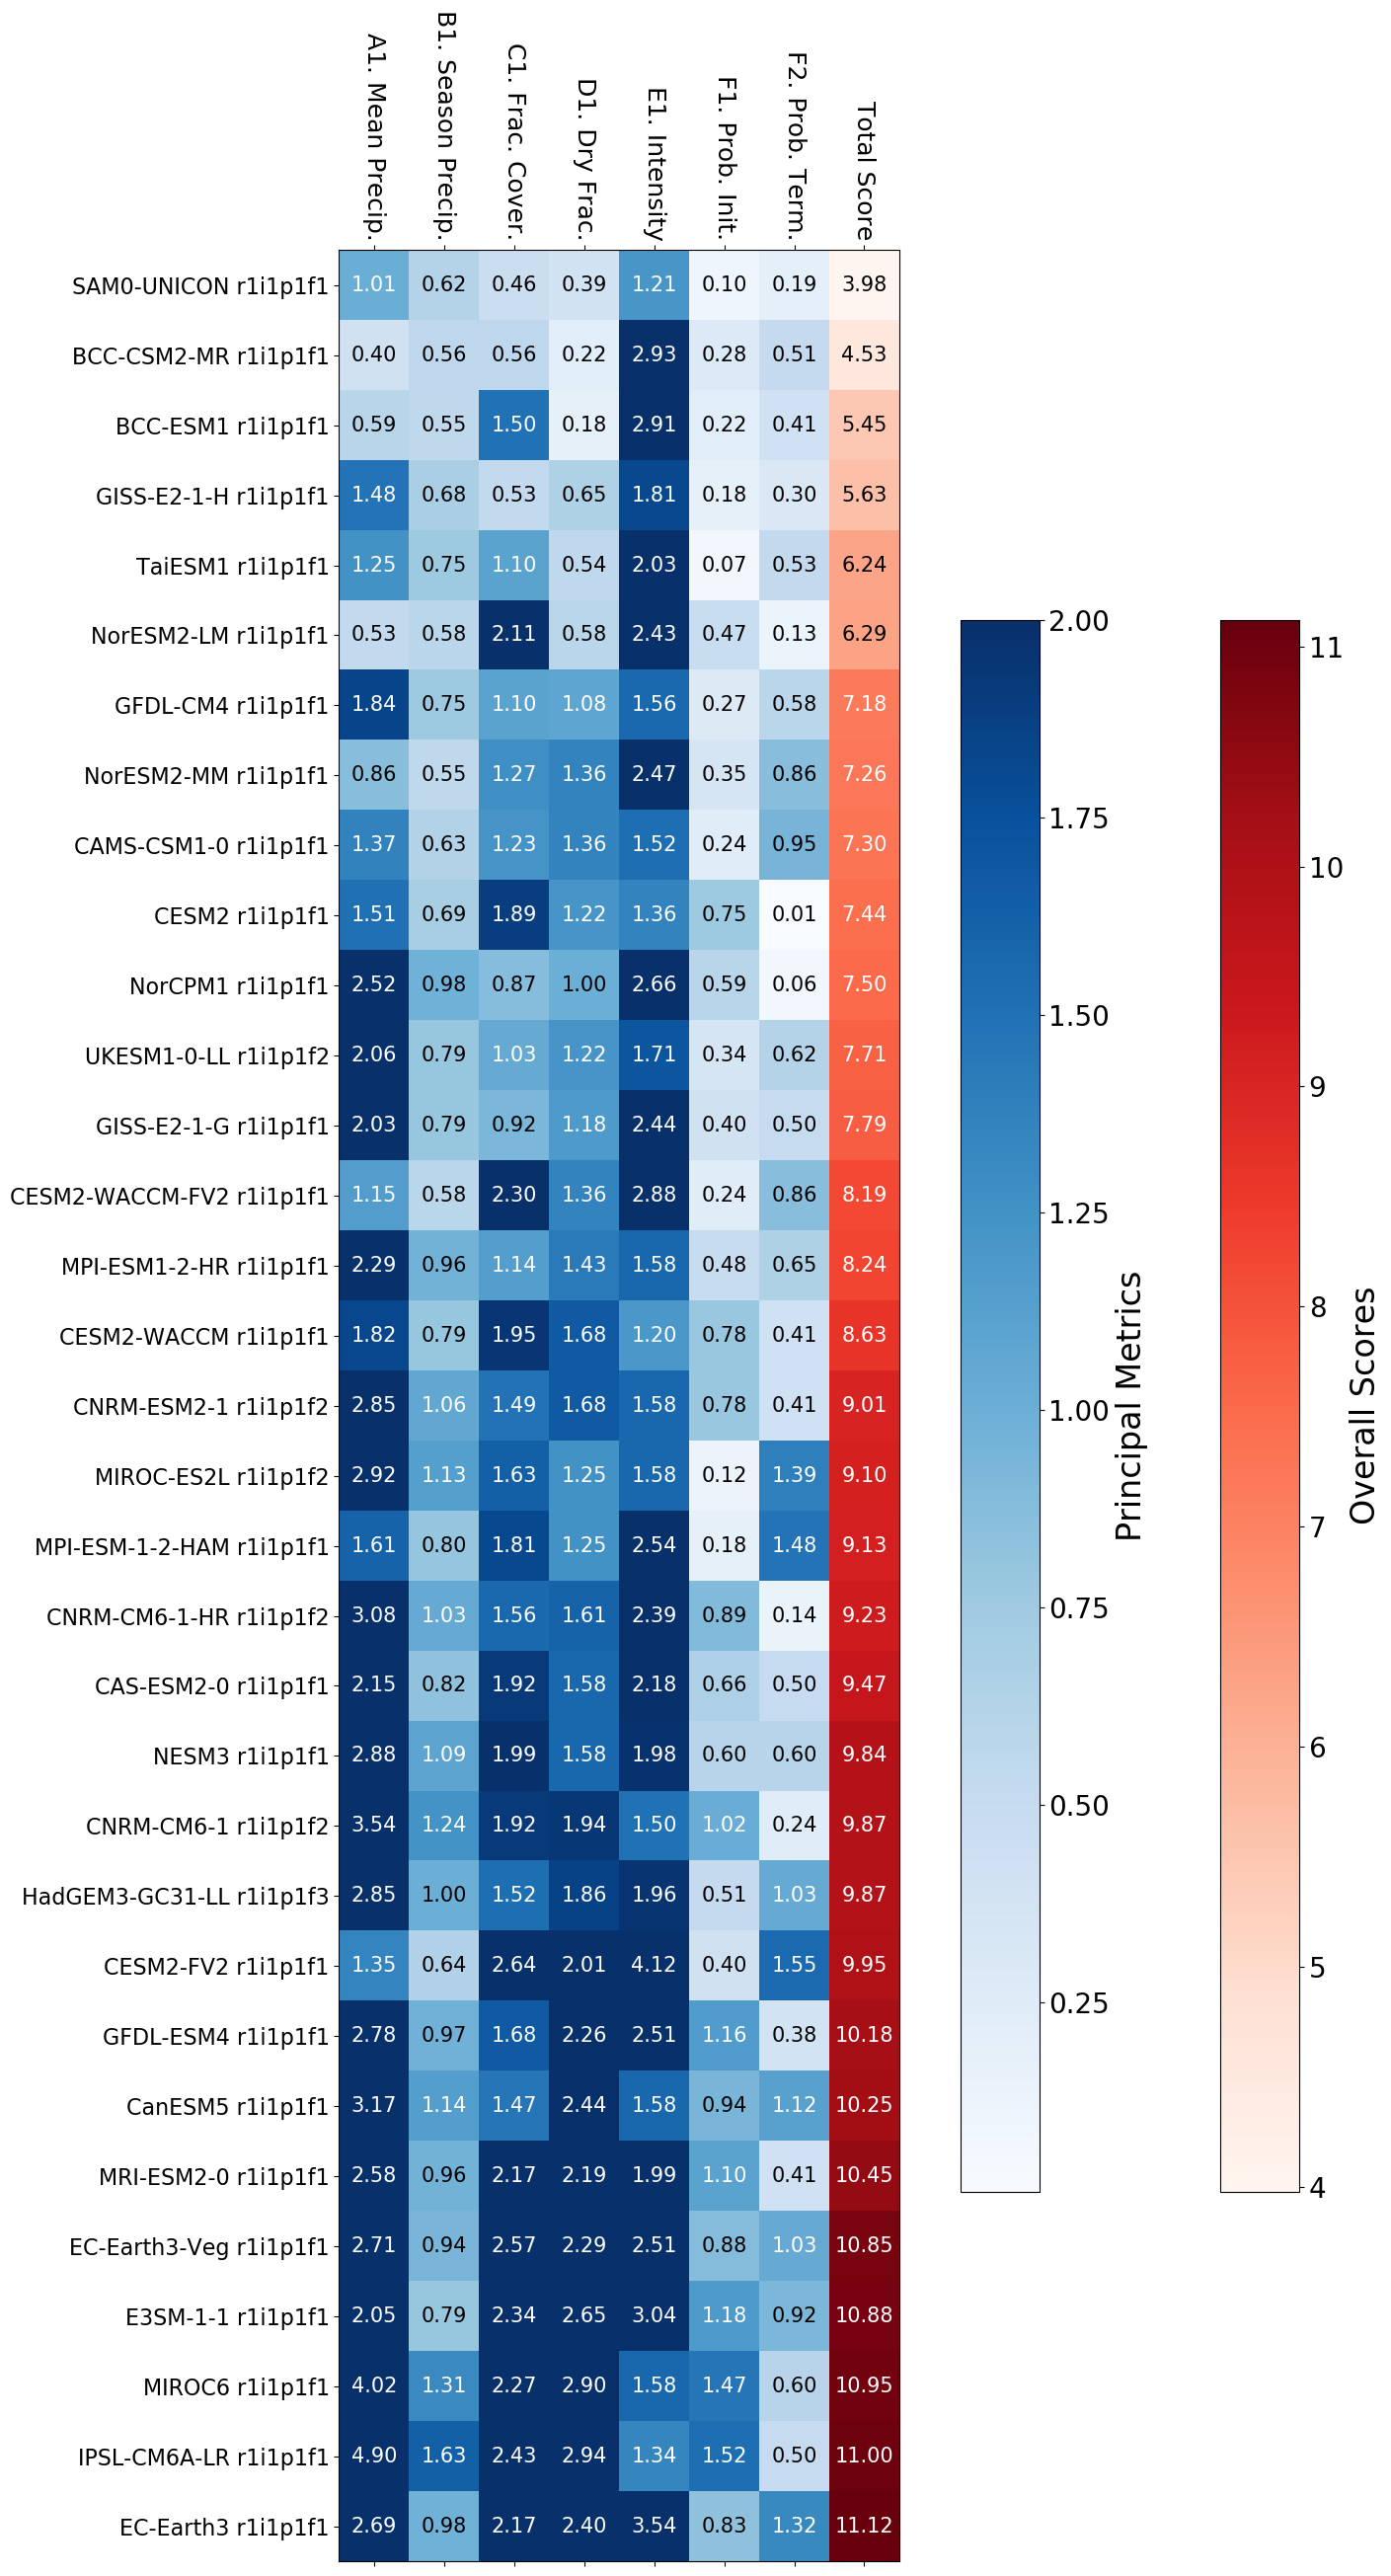 A1. Mean Precip.
B1. Season Precip.
C1. Frac. Cover.
D1. Dry Frac.
E1. Intensity
F1. Prob. Init.
F2. Prob. Term.
Total Score
SAM0-UNICON r1i1p1f1 1.01 0.62 0.46 0.39 1.21 0.10 0.19 3.98
BCC-CSM2-MR r1i1p1f1 0.40 0.56 0.56 0.22 2.93 0.28 0.51 4.53
BCC-ESM1 r1i1p1f1 0.59 0.55 1.50 0.18 2.91 0.22 0.41 5.45
GISS-E2-1-H r1i1p1f1 1.48 0.68 0.53 0.65 1.81 0.18 0.30 5.63
TaiESM1 r1i1p1f1 1.25 0.75 1.10 0.54 2.03 0.07 0.53 6.24
NorESM2-LM r1i1p1f1 0.53 0.58 2.11 0.58 2.43 0.47 0.13 6.29
GFDL-CM4 r1i1p1f1 1.84 0.75 1.10 1.08 1.56 0.27 0.58 7.18
NorESM2-MM r1i1p1f1 0.86 0.55 1.27 1.36 2.47 0.35 0.86 7.26
CAMS-CSM1-0 r1i1p1f1 1.37 0.63 1.23 1.36 1.52 0.24 0.95 7.30
CESM2 r1i1p1f1 1.51 0.69 1.89 1.22 1.36 0.75 0.01 7.44
NorCPM1 r1i1p1f1 2.52 0.98 0.87 1.00 2.66 0.59 0.06 7.50
UKESM1-0-LL r1i1p1f2 2.06 0.79 1.03 1.22 1.71 0.34 0.62 7.71
GISS-E2-1-G r1i1p1f1 2.03 0.79 0.92 1.18 2.44 0.40 0.50 7.79
CESM2-WACCM-FV2 r1i1p1f1 1.15 0.58 2.30 1.36 2.88 0.24 0.86 8.19
MPI-ESM1-2-HR r1i1p1f1 2.29 0.96 1.14 1.43 1.58 0.48 0.65 8.24
CESM2-WACCM r1i1p1f1 1.82 0.79 1.95 1.68 1.20 0.78 0.41 8.63
CNRM-ESM2-1 r1i1p1f2 2.85 1.06 1.49 1.68 1.58 0.78 0.41 9.01
MIROC-ES2L r1i1p1f2 2.92 1.13 1.63 1.25 1.58 0.12 1.39 9.10
MPI-ESM-1-2-HAM r1i1p1f1 1.61 0.80 1.81 1.25 2.54 0.18 1.48 9.13
CNRM-CM6-1-HR r1i1p1f2 3.08 1.03 1.56 1.61 2.39 0.89 0.14 9.23
CAS-ESM2-0 r1i1p1f1 2.15 0.82 1.92 1.58 2.18 0.66 0.50 9.47
NESM3 r1i1p1f1 2.88 1.09 1.99 1.58 1.98 0.60 0.60 9.84
CNRM-CM6-1 r1i1p1f2 3.54 1.24 1.92 1.94 1.50 1.02 0.24 9.87
HadGEM3-GC31-LL r1i1p1f3 2.85 1.00 1.52 1.86 1.96 0.51 1.03 9.87
CESM2-FV2 r1i1p1f1 1.35 0.64 2.64 2.01 4.12 0.40 1.55 9.95
GFDL-ESM4 r1i1p1f1 2.78 0.97 1.68 2.26 2.51 1.16 0.38 10.18
CanESM5 r1i1p1f1 3.17 1.14 1.47 2.44 1.58 0.94 1.12 10.25
MRI-ESM2-0 r1i1p1f1 2.58 0.96 2.17 2.19 1.99 1.10 0.41 10.45
EC-Earth3-Veg r1i1p1f1 2.71 0.94 2.57 2.29 2.51 0.88 1.03 10.85
E3SM-1-1 r1i1p1f1 2.05 0.79 2.34 2.65 3.04 1.18 0.92 10.88
MIROC6 r1i1p1f1 4.02 1.31 2.27 2.90 1.58 1.47 0.60 10.95
IPSL-CM6A-LR r1i1p1f1 4.90 1.63 2.43 2.94 1.34 1.52 0.50 11.00
EC-Earth3 r1i1p1f1 2.69 0.98 2.17 2.40 3.54 0.83 1.32 11.12
2.00
1.75
1.50
1.25
1.00
0.75
0.50
0.25
Principal Metrics
11
10
9
8
7
6
5
4
Overall Scores